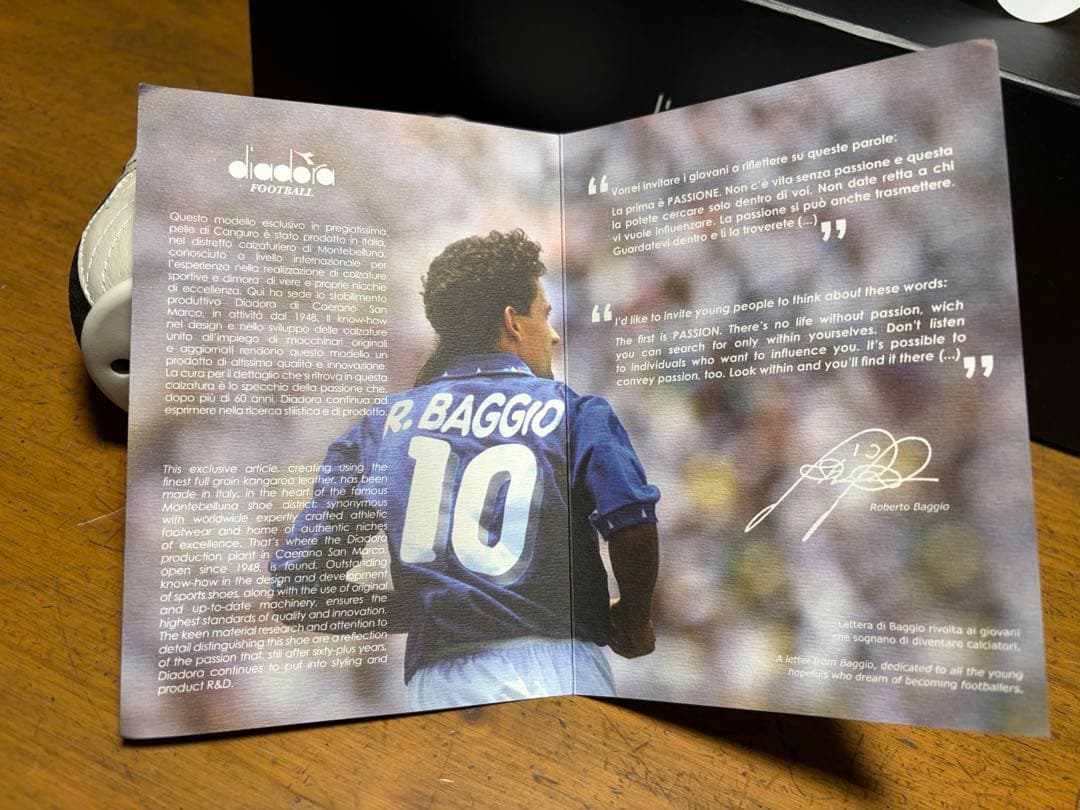 diadora
FOOTBALL
Questo modello esclusivo in pregiatissima
pelle di Canguro è stato prodotto in Italia,
nel distretto calzaturiero di Montebelluna,
conosciuto a livello internazionale per
l'esperienza nella realizzazione di calzature
sportive e dimora di vere e proprie nicchie
di eccellenza. Qui ha sede lo stabilimento
produttivo Diadora di Caerano San
Marco, in attività dal 1948. Il know-how
nel design e nello sviluppo delle calzature
unito all'impiego di macchinari originali
e aggiornati rendono questo modello un
prodotto di altissima qualità e innovazione.
La cura per il dettaglio che si ritrova in questa
calzatura è lo specchio della passione che,
dopo più di 60 anni, Diadora continua ad
esprimere nella ricerca stilistica e di prodotto.
This exclusive article, creating using the
finest full grain kangaroo leather, has been
made in Italy, in the heart of the famous
Montebelluna shoe district: synonymous
with worldwide expertly crafted athletic
footwear and home of authentic niches
of excellence. That's where the Diadora
production plant in Caerano San Marco,
open since 1948, is found. Outstanding
know-how in the design and development
of sports shoes, along with the use of original
and up-to-date machinery, ensures the
highest standards of quality and innovation.
The keen material research and attention to
detail distinguishing this shoe are a reflection
of the passion that, still after sixty-plus years,
Diadora continues to put into styling and
product R&D.
R. BAGGIO
10
“ Vorrei invitare i giovani a riflettere su queste parole:
La prima è PASSIONE. Non c'è vita senza passione e questa
la potete cercare solo dentro di voi. Non date retta a chi
vi vuole influenzare. La passione si può anche trasmettere.
Guardatevi dentro e lì la troverete (...) ”
“ I'd like to invite young people to think about these words:
The first is PASSION. There's no life without passion, wich
you can search for only within yourselves. Don't listen
to individuals who want to influence you. It's possible to
convey passion, too. Look within and you'll find it there (...) ”
Roberto Baggio
Lettera di Baggio rivolta ai giovani
che sognano di diventare calciatori.
A letter from Baggio, dedicated to all the young
hopefuls who dream of becoming footballers.